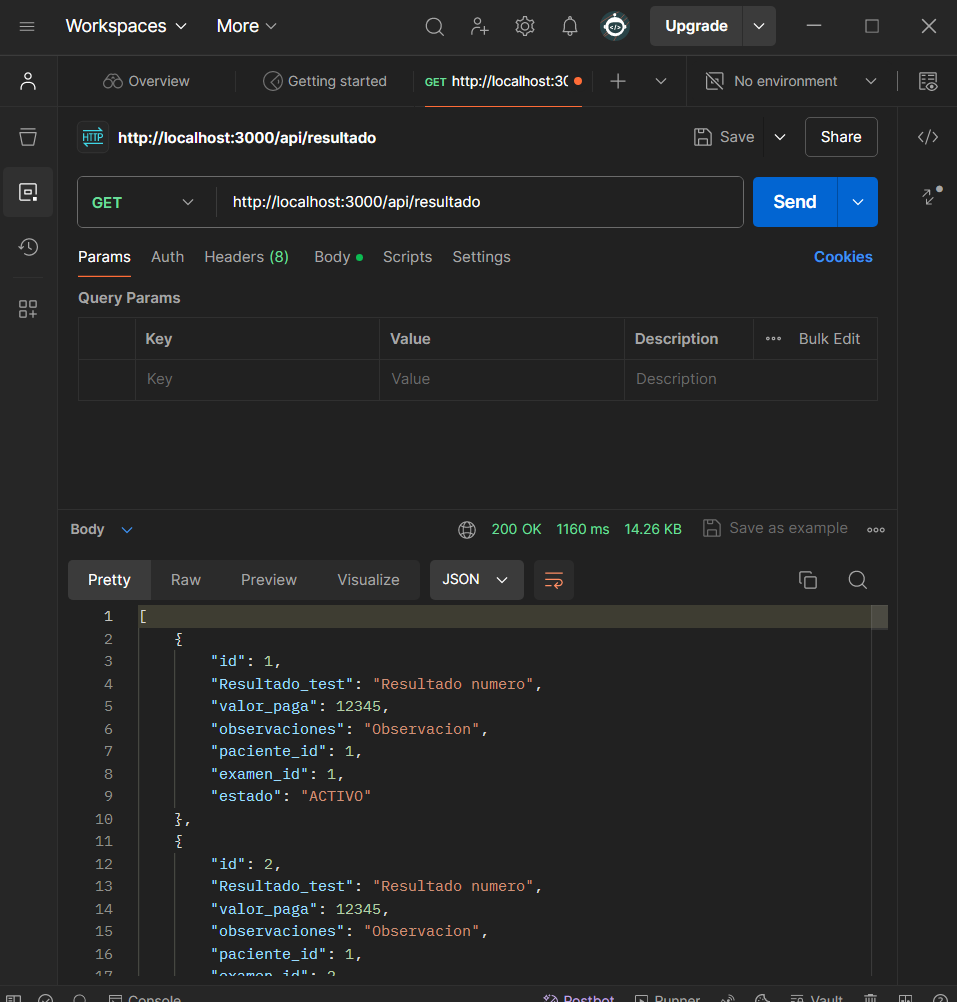 Workspaces More Upgrade
Overview Getting started GET http://localhost:30 No environment
HTTP http://localhost:3000/api/resultado Save Share
GET http://localhost:3000/api/resultado Send
Params Auth Headers (8) Body Scripts Settings Cookies
Query Params
Key Value Description Bulk Edit
Key Value Description
Body 200 OK 1160 ms 14.26 KB Save as example
Pretty Raw Preview Visualize JSON
1 [
2 {
3 "id": 1,
4 "Resultado_test": "Resultado numero",
5 "valor_paga": 12345,
6 "observaciones": "Observacion",
7 "paciente_id": 1,
8 "examen_id": 1,
9 "estado": "ACTIVO"
10 },
11 {
12 "id": 2,
13 "Resultado_test": "Resultado numero",
14 "valor_paga": 12345,
15 "observaciones": "Observacion",
16 "paciente_id": 1,
17 "examen_id": 2
Console Postbot Runner Vault